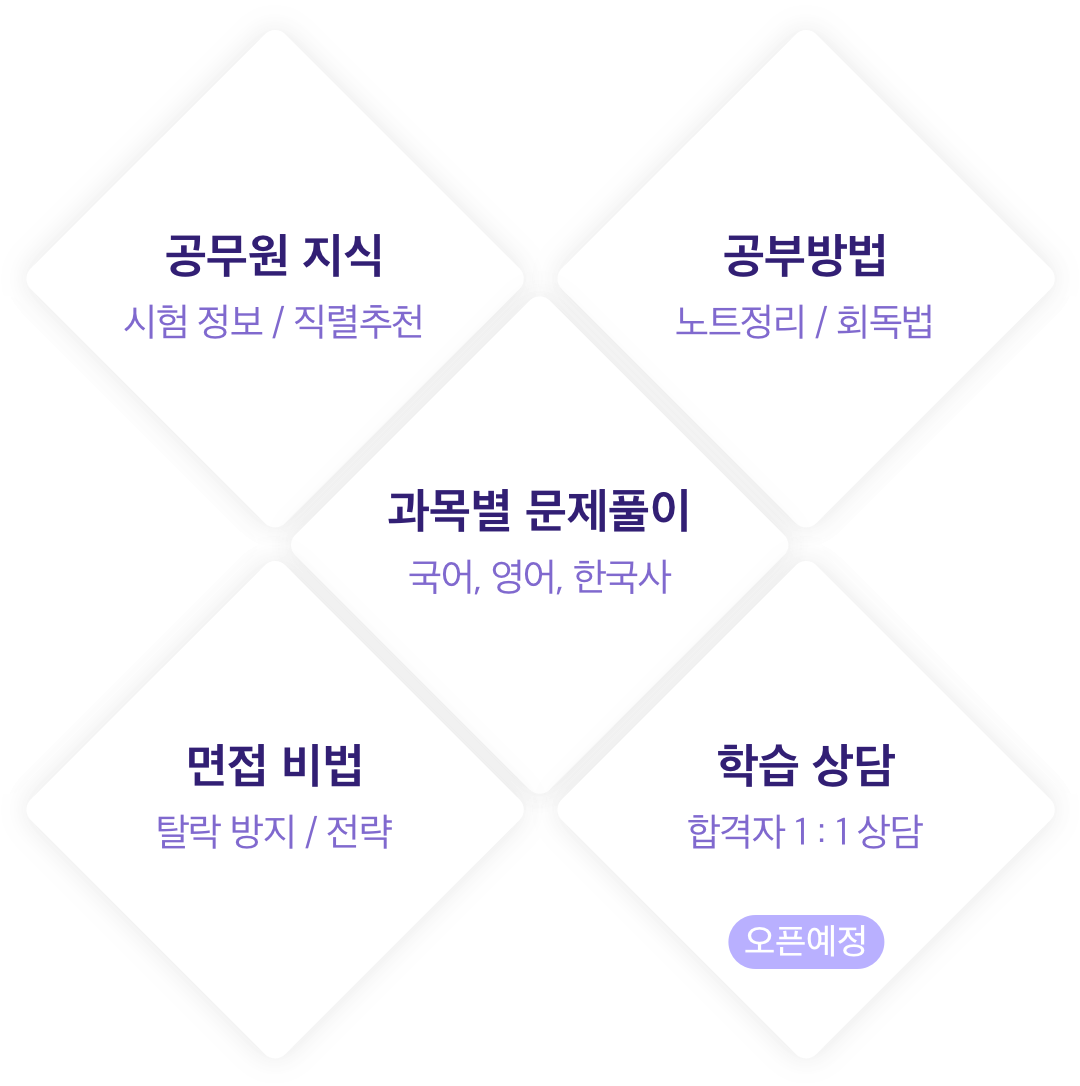 공무원 지식
시험 정보 / 직렬추천
공부방법
노트정리 / 회독법
과목별 문제풀이
국어, 영어, 한국사
면접 비법
탈락 방지 / 전략
학습 상담
합격자 1 : 1 상담
오픈예정